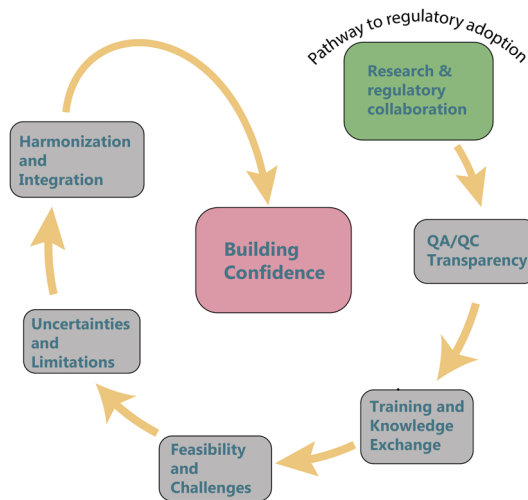 Pathway to regulatory adoption
Research &
regulatory
collaboration
QA/QC
Transparency
Training and
Knowledge
Exchange
Feasibility
and
Challenges
Uncertainties
and
Limitations
Harmonization
and
Integration
Building
Confidence